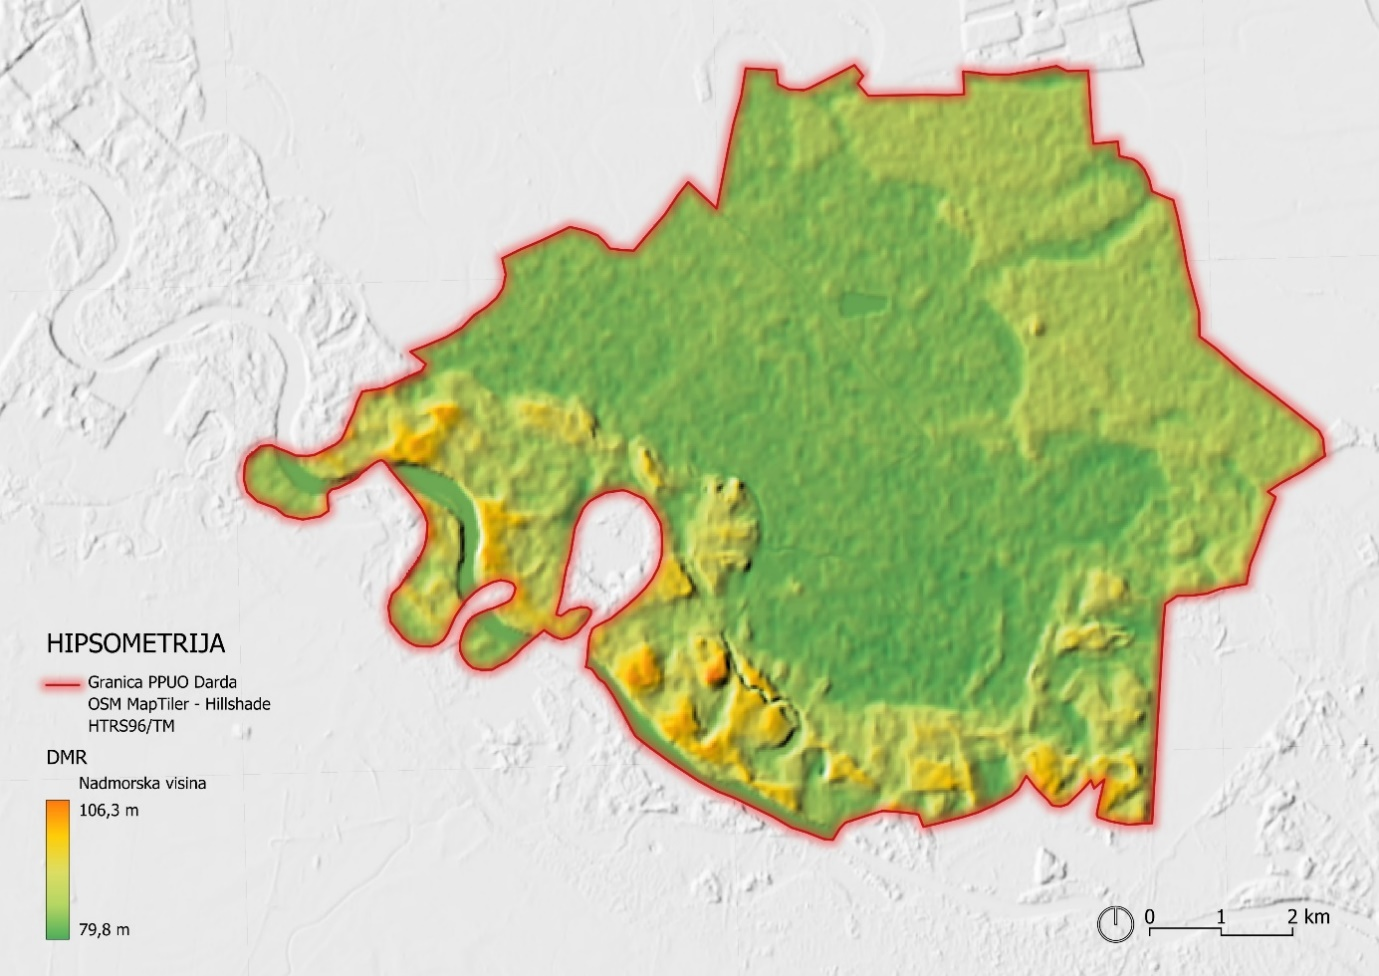 HIPSOMETRIJA
Granica PPUO Darda
OSM MapTiler - Hillshade
HTRS96/TM
DMR
Nadmorska visina
106,3 m
79,8 m
0 1 2 km